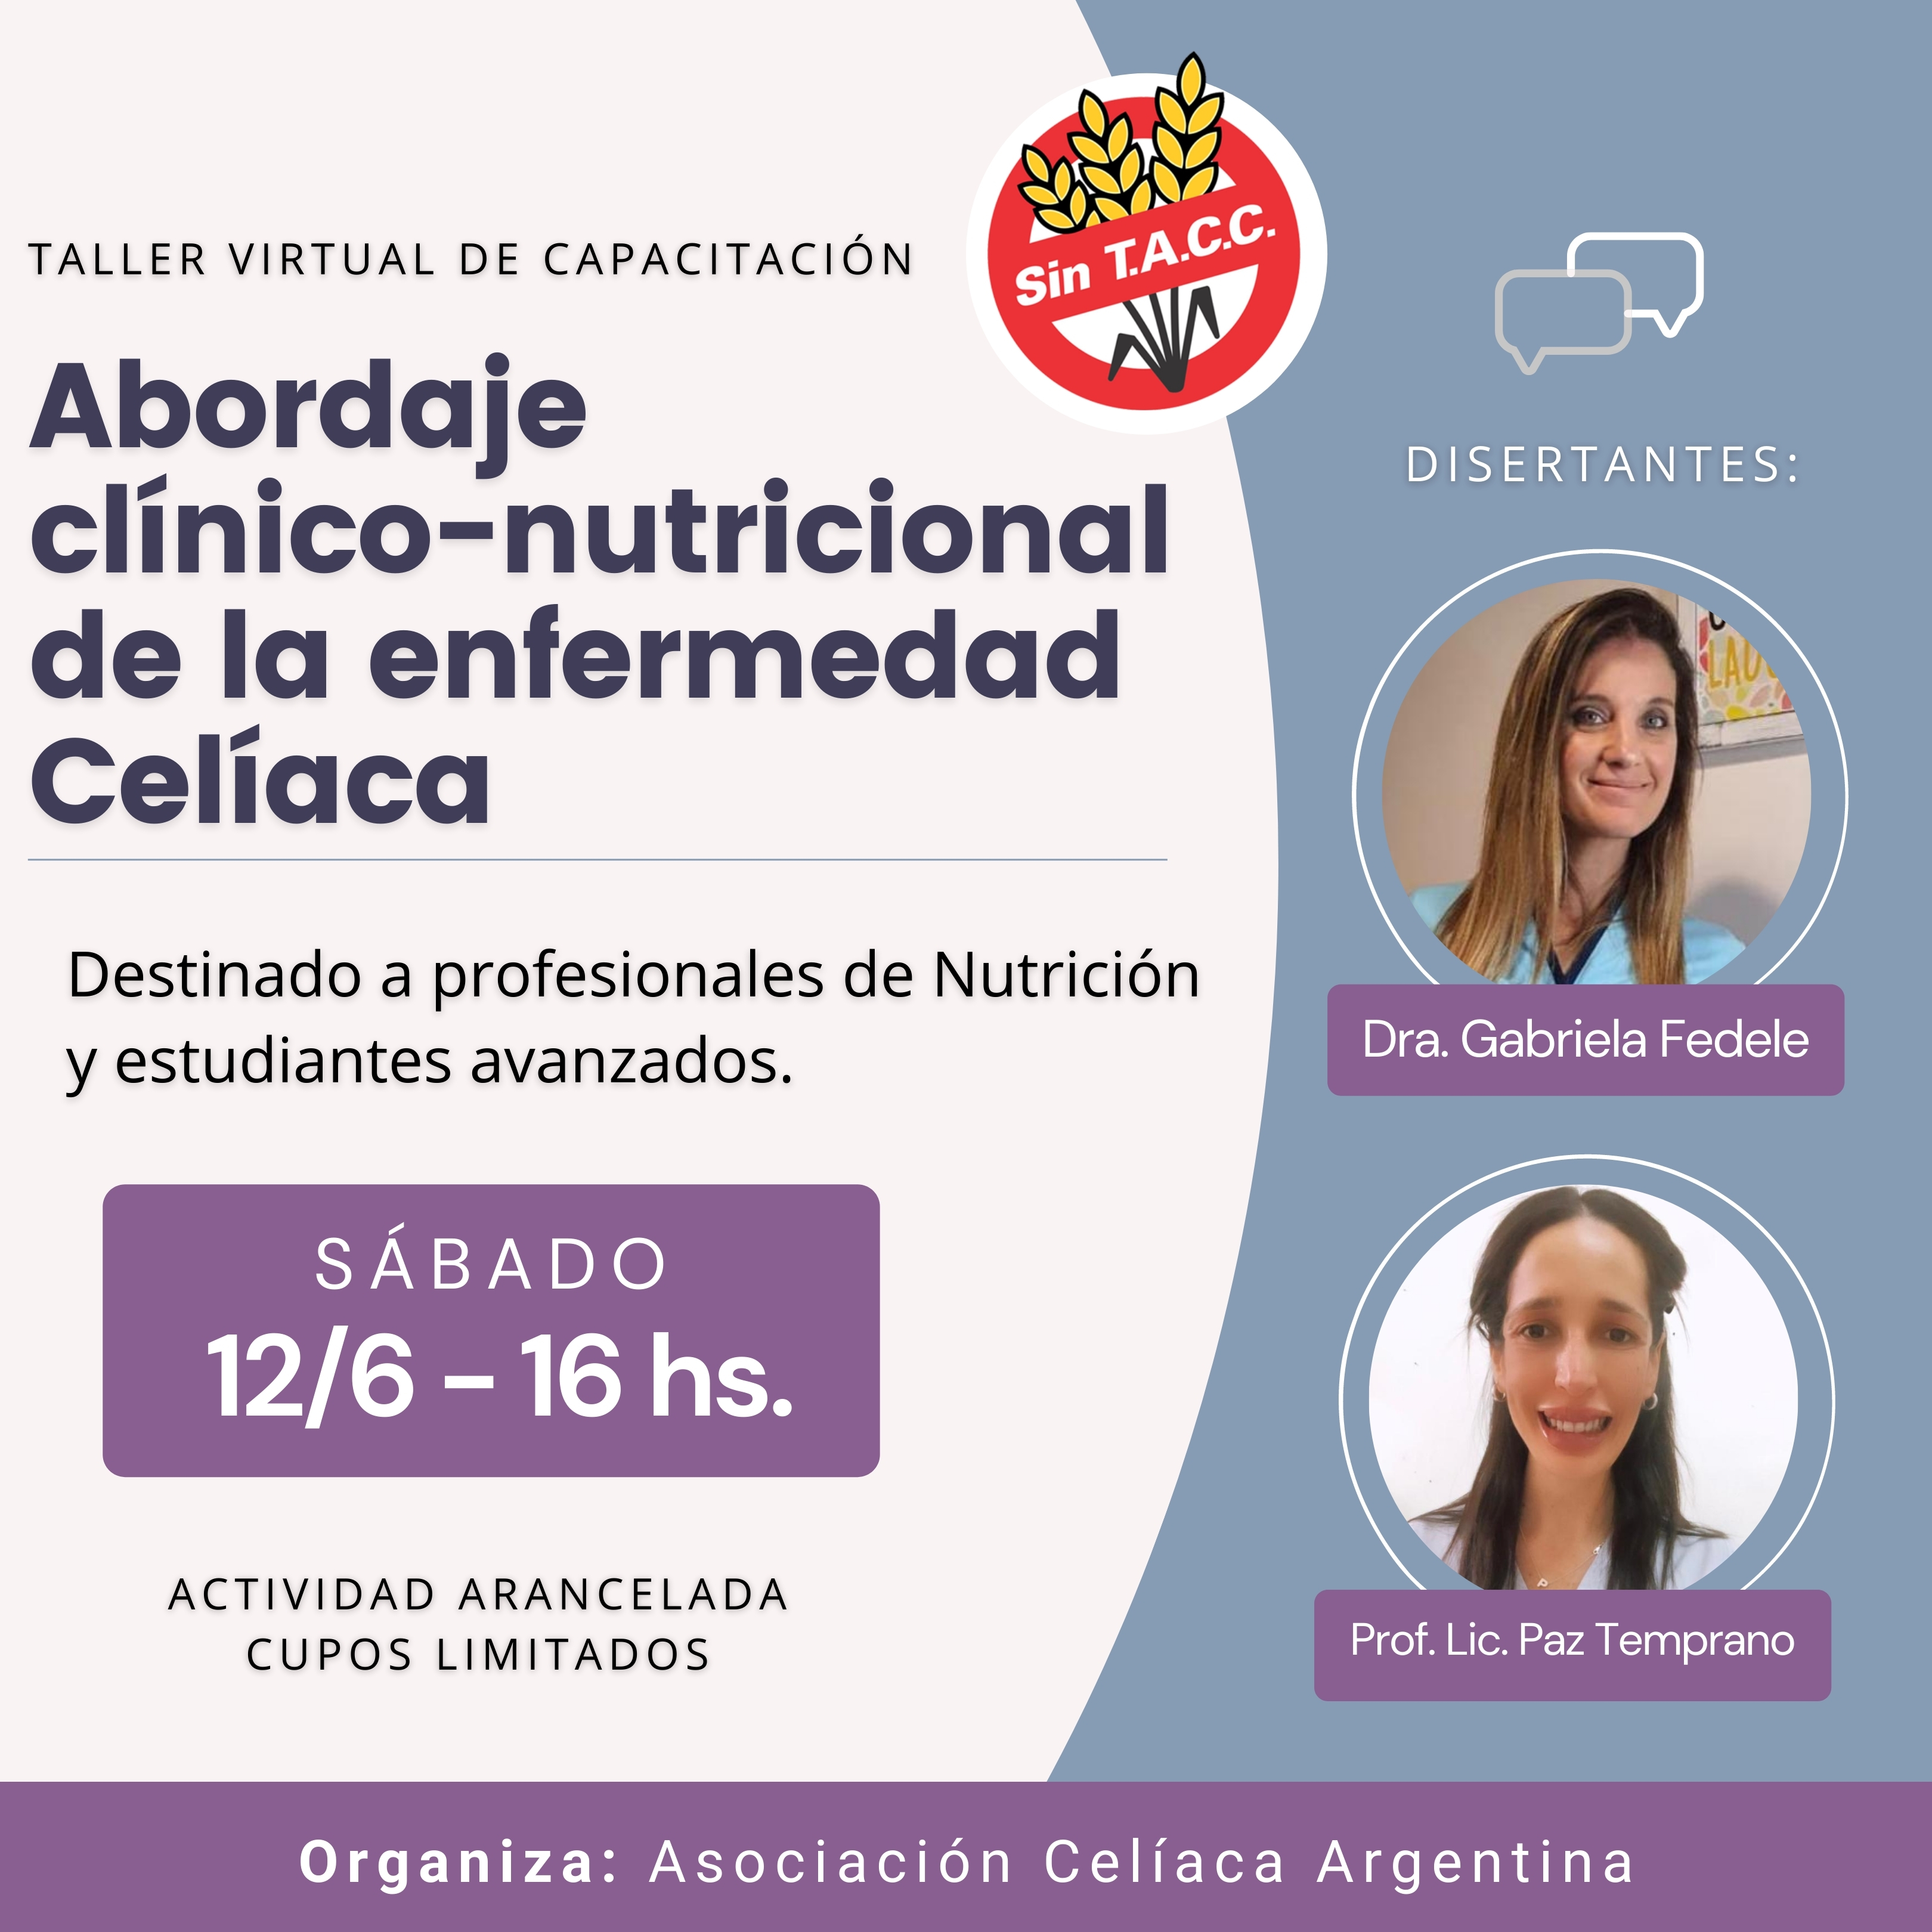 TALLER VIRTUAL DE CAPACITACIÓN
Sin T.A.C.C.
Abordaje
clínico-nutricional
de la enfermedad
Celíaca
Destinado a profesionales de Nutrición
y estudiantes avanzados.
SÁBADO
12/6 - 16 hs.
ACTIVIDAD ARANCELADA
CUPOS LIMITADOS
DISERTANTES:
Dra. Gabriela Fedele
Prof. Lic. Paz Temprano
Organiza: Asociación Celíaca Argentina